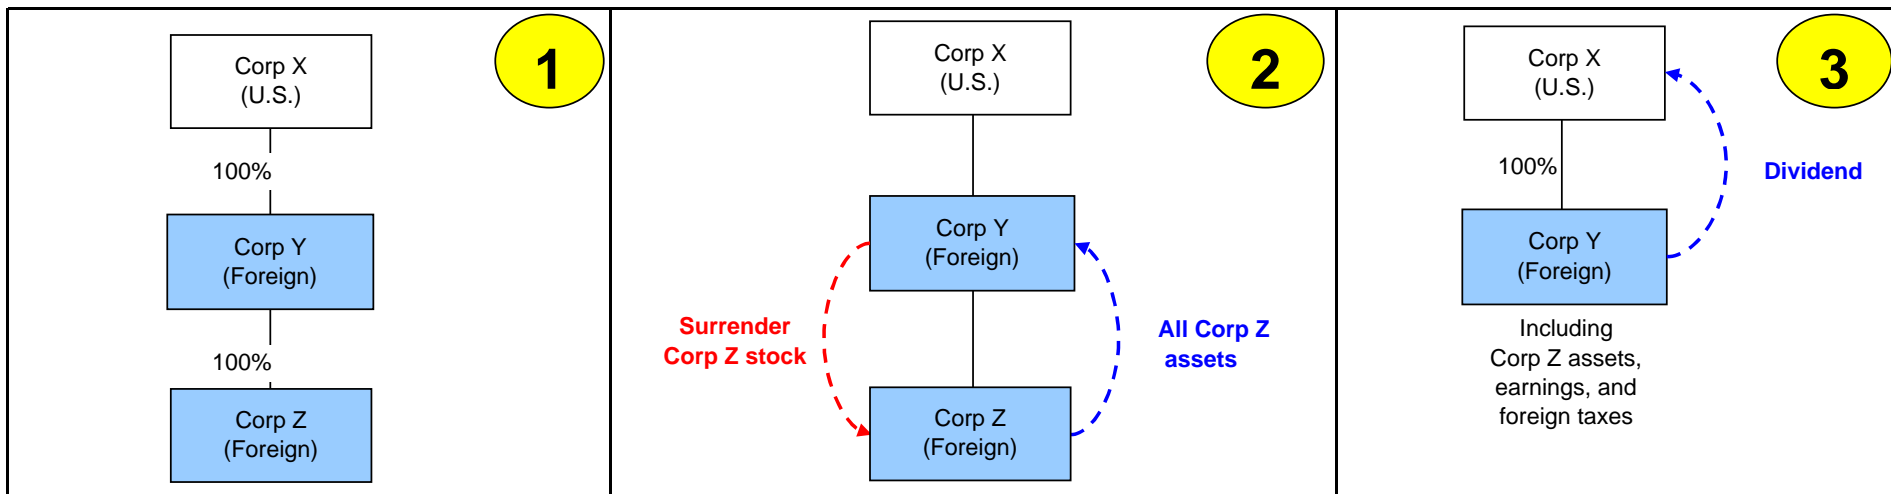 1
Corp X
(U.S.)
100%
Corp Y
(Foreign)
100%
Corp Z
(Foreign)
2
Corp X
(U.S.)
Corp Y
(Foreign)
Surrender
Corp Z stock
All Corp Z
assets
Corp Z
(Foreign)
3
Corp X
(U.S.)
100%
Dividend
Corp Y
(Foreign)
Including
Corp Z assets,
earnings, and
foreign taxes